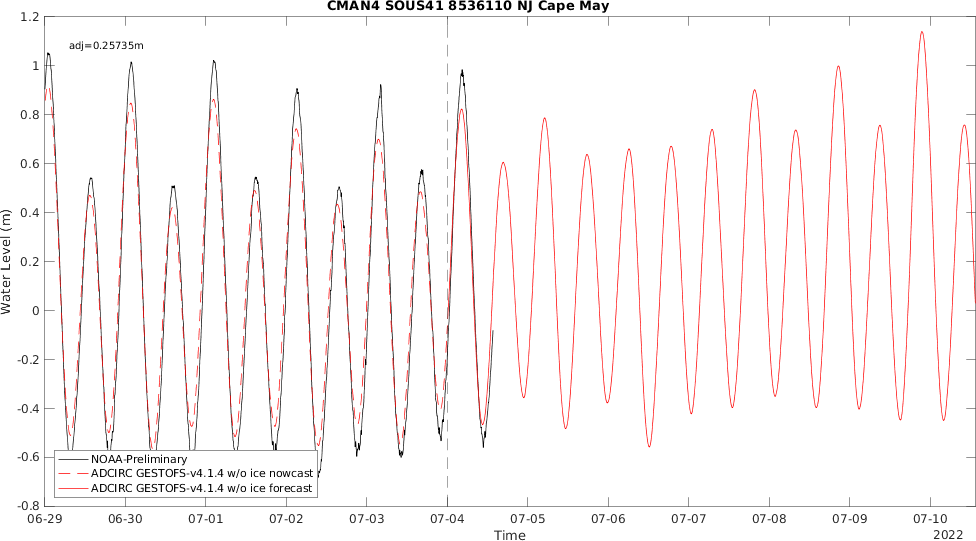 CMAN4 SOUS41 8536110 NJ Cape May
adj=0.25735m
1.2
1
0.8
0.6
0.4
0.2
0
-0.2
-0.4
-0.6
-0.8
Water Level (m)
NOAA-Preliminary
ADCIRC GESTOFS-v4.1.4 w/o ice nowcast
ADCIRC GESTOFS-v4.1.4 w/o ice forecast
06-29 06-30 07-01 07-02 07-03 07-04 07-05 07-06 07-07 07-08 07-09 07-10
Time
2022